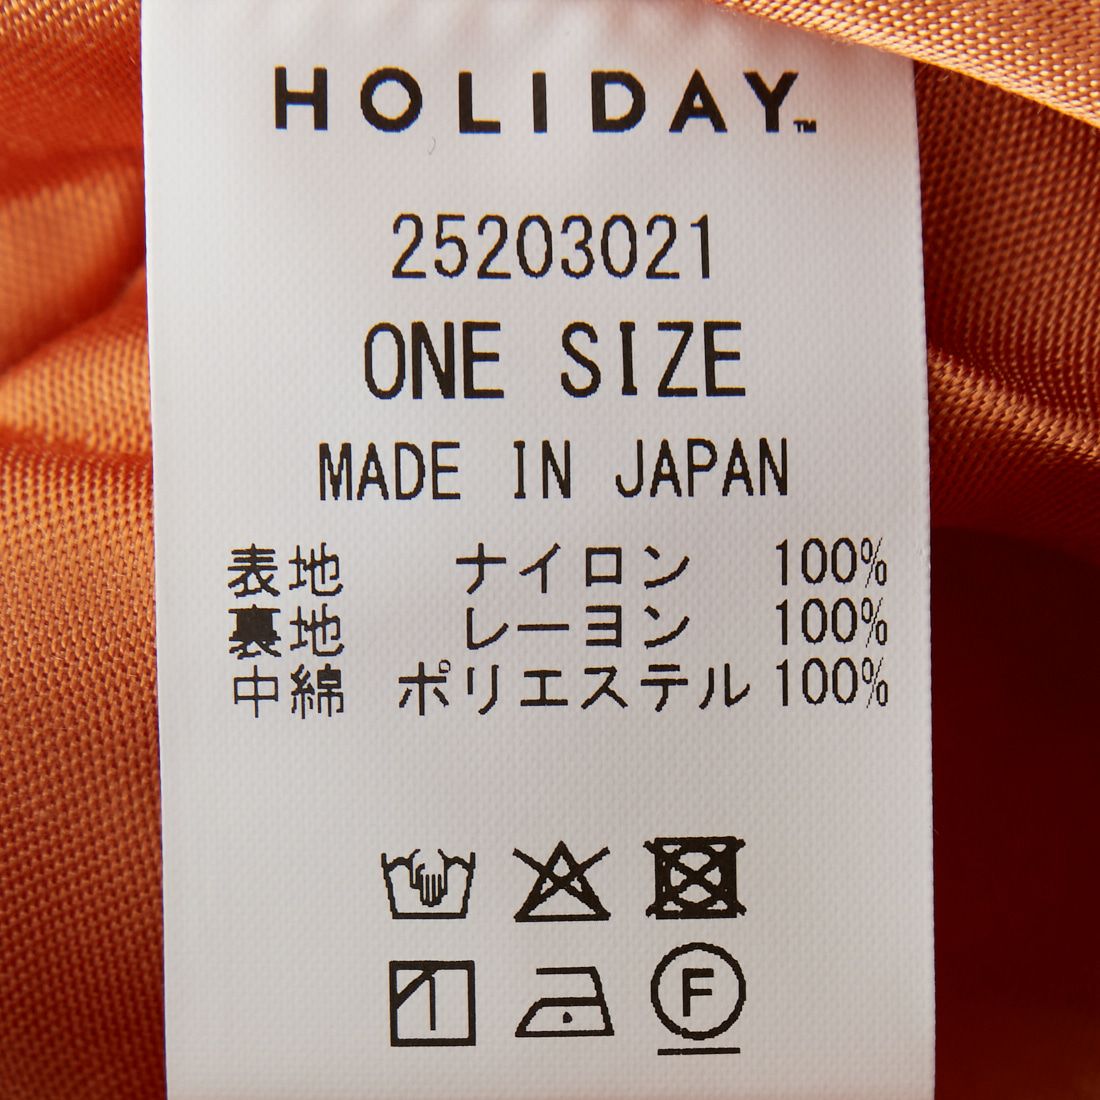 HOLIDAY™
25203021
ONE SIZE
MADE IN JAPAN
表地 ナイロン 100%
裏地 レーヨン 100%
中綿 ポリエステル 100%
F